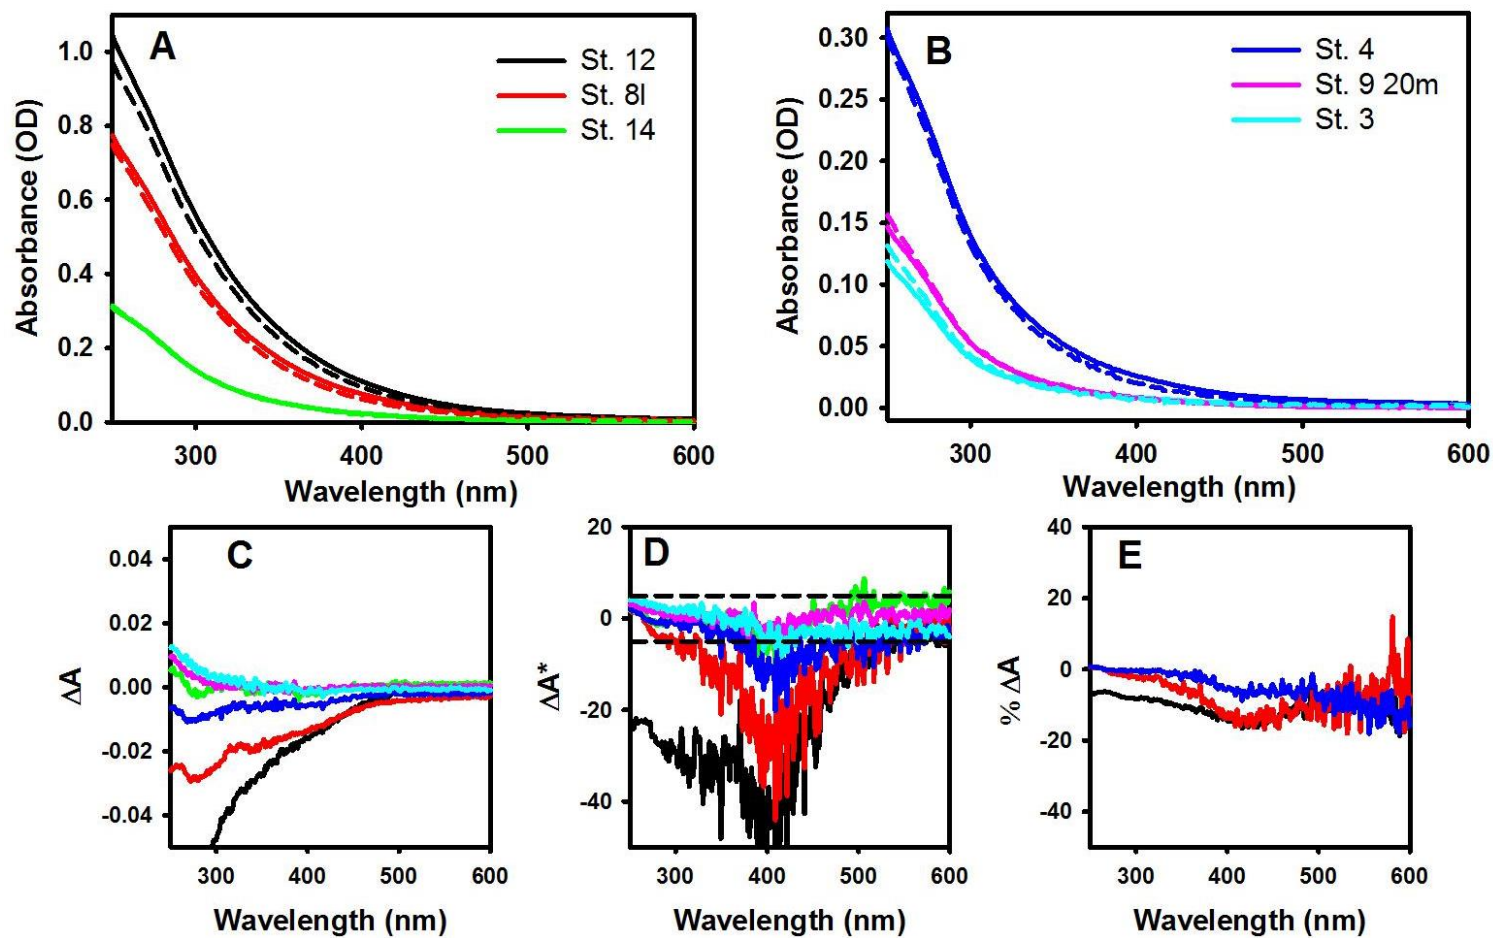 A
St. 12
St. 8l
St. 14
Absorbance (OD)
1.0
0.8
0.6
0.4
0.2
0.0
300 400 500 600
Wavelength (nm)
B
St. 4
St. 9 20m
St. 3
Absorbance (OD)
0.30
0.25
0.20
0.15
0.10
0.05
0.00
300 400 500 600
Wavelength (nm)
C
ΔA
0.04
0.02
0.00
-0.02
-0.04
300 400 500 600
Wavelength (nm)
D
ΔA*
20
0
-20
-40
300 400 500 600
Wavelength (nm)
E
% ΔA
40
20
0
-20
-40
300 400 500 600
Wavelength (nm)